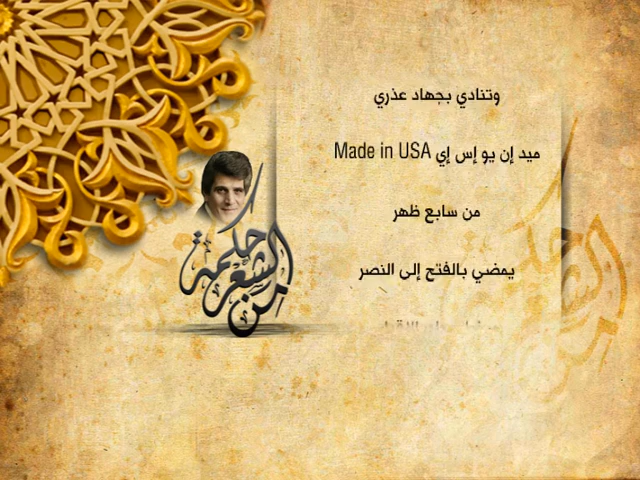 وتنادي بجهاد عذري
ميد إن يو إس إي Made in USA
من سابع ظهر
يمضي بالفتح إلى النصر
من الشعر حكمة